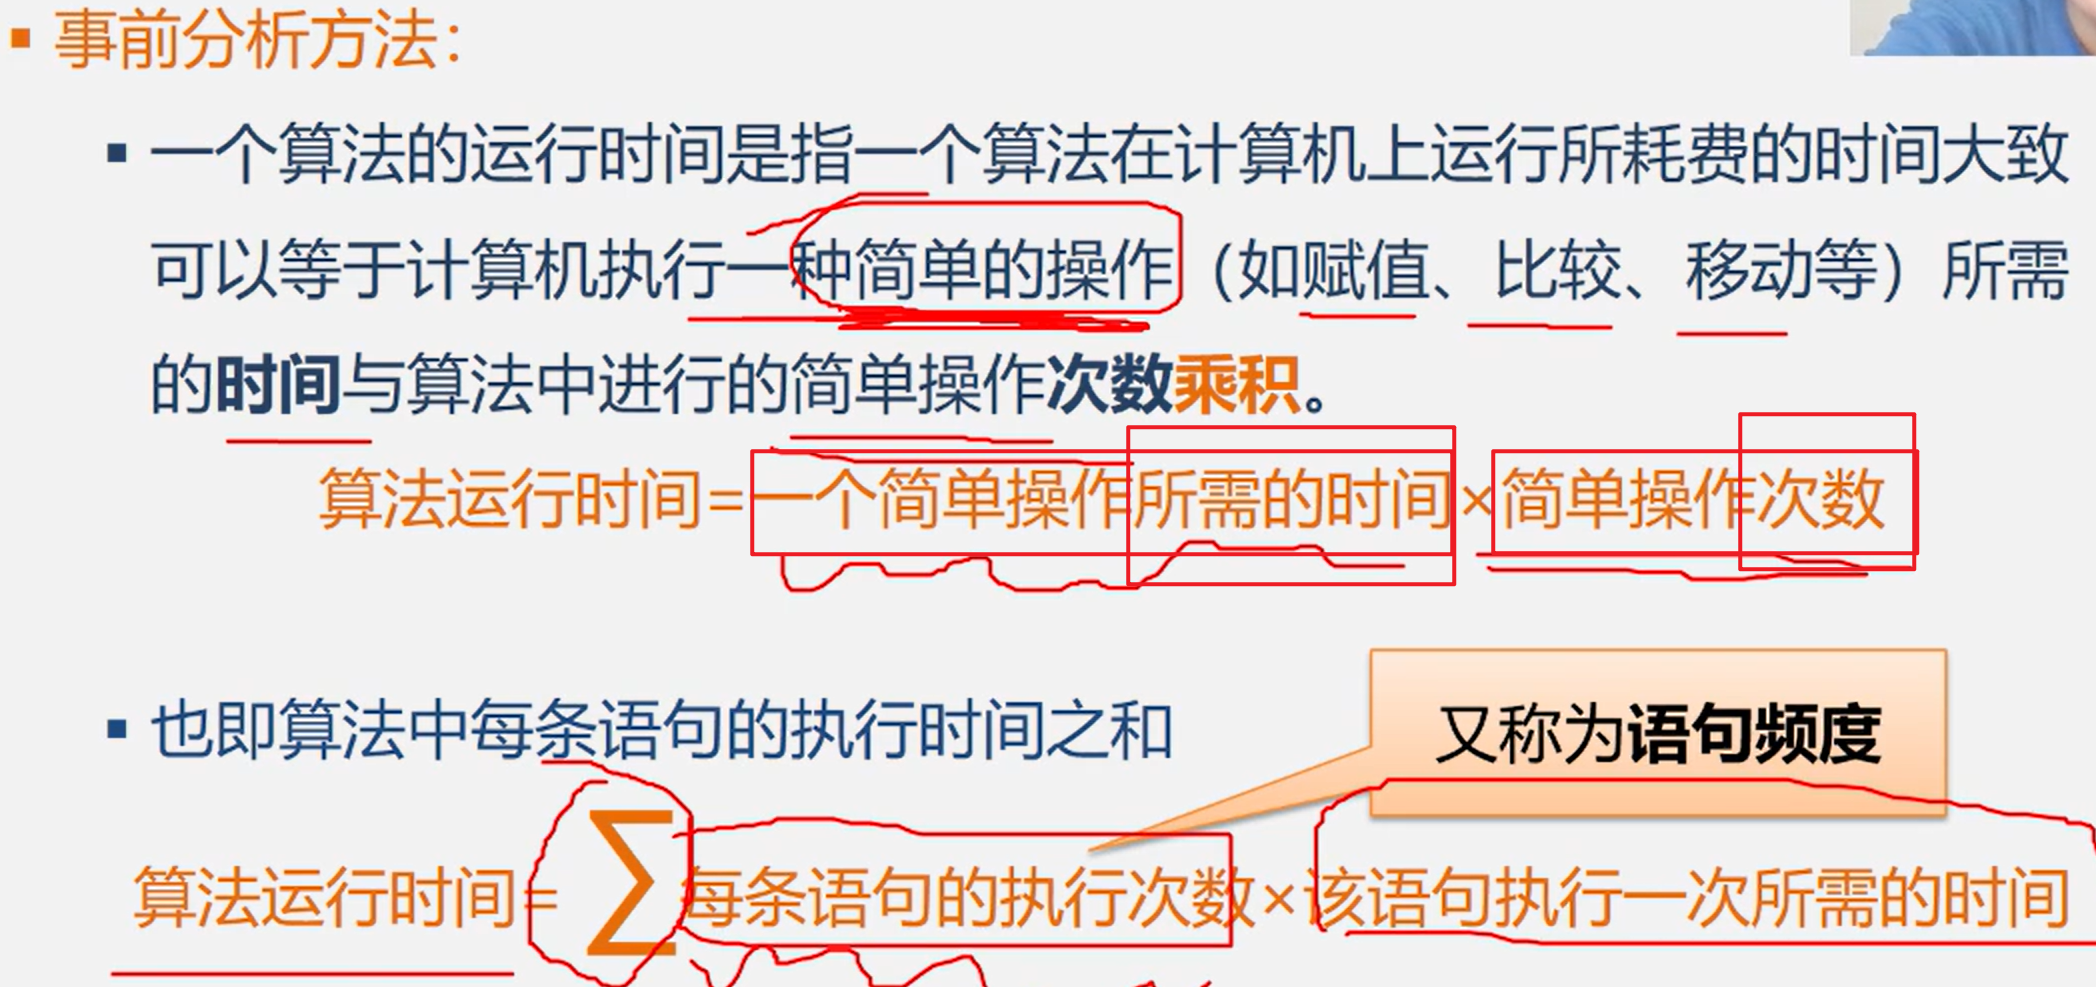 ▪ 事前分析方法：
▪ 一个算法的运行时间是指一个算法在计算机上运行所耗费的时间大致
可以等于计算机执行一种简单的操作（如赋值、比较、移动等）所需
的时间与算法中进行的简单操作次数乘积。
算法运行时间=一个简单操作所需的时间×简单操作次数
▪ 也即算法中每条语句的执行时间之和
又称为语句频度
算法运行时间=∑每条语句的执行次数×该语句执行一次所需的时间